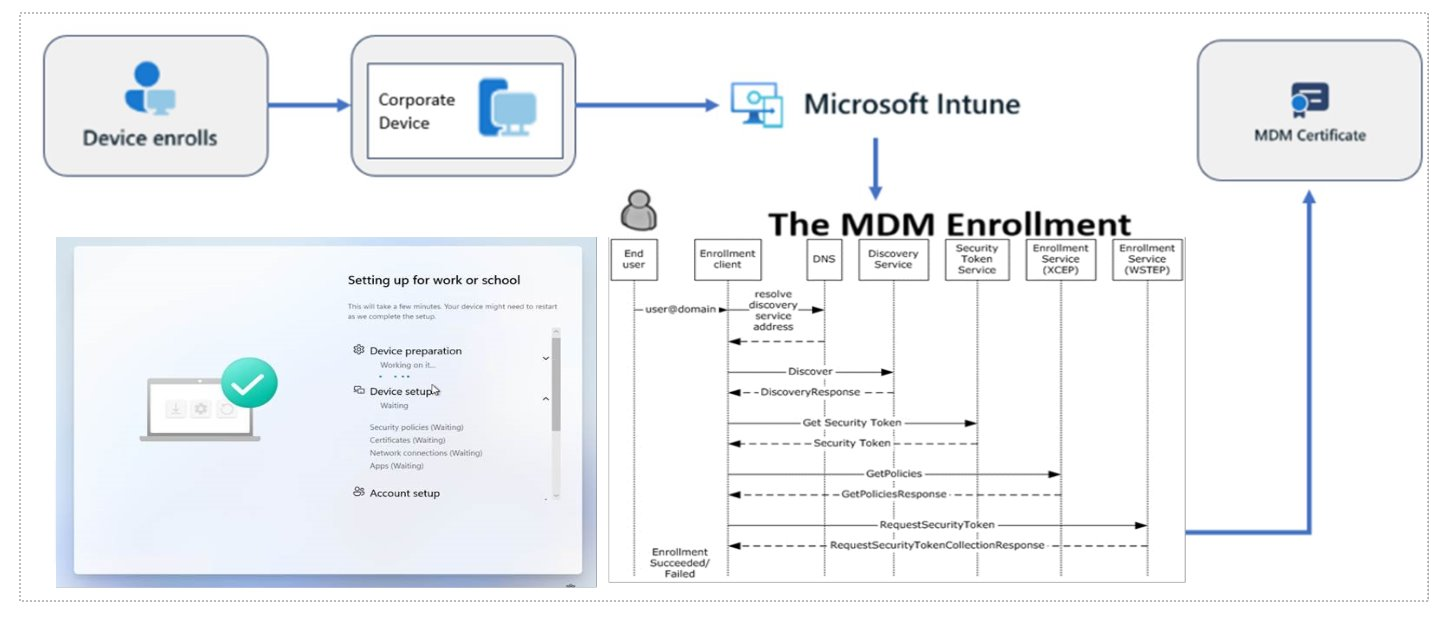 Device enrolls
Corporate
Device
Microsoft Intune
MDM Certificate
The MDM Enrollment
Setting up for work or school
This will take a few minutes. Your device might need to restart
as we complete the setup.
Device preparation
Working on it...
Device setup
Waiting
Security policies (Waiting)
Certificates (Waiting)
Network connections (Waiting)
Apps (Waiting)
Account setup
End
user
Enrollment
client
DNS
Discovery
Service
Security
Token
Service
Enrollment
Service
(XCEP)
Enrollment
Service
(WSTEP)
user@domain
resolve
discovery
service
address
Discover
DiscoveryResponse
Get Security Token
Security Token
GetPolicies
GetPoliciesResponse
RequestSecurityToken
RequestSecurityTokenCollectionResponse
Enrollment
Succeeded/
Failed